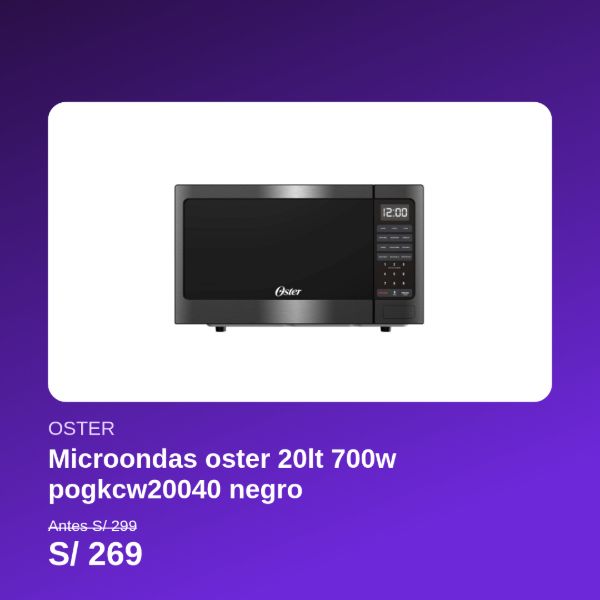 12:00
Oster
OSTER
Microondas oster 20lt 700w
pogkcw20040 negro
Antes S/ 299
S/ 269